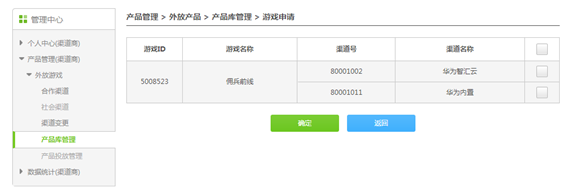 管理中心
个人中心(渠道商)
产品管理(渠道商)
外放游戏
合作渠道
社会渠道
渠道变更
产品库管理
产品投放管理
数据统计(渠道商)
产品管理 > 外放产品 > 产品库管理 > 游戏申请
游戏ID 游戏名称 渠道号 渠道名称
5008523 佣兵前线 80001002 华为智汇云
80001011 华为内置
确定 返回